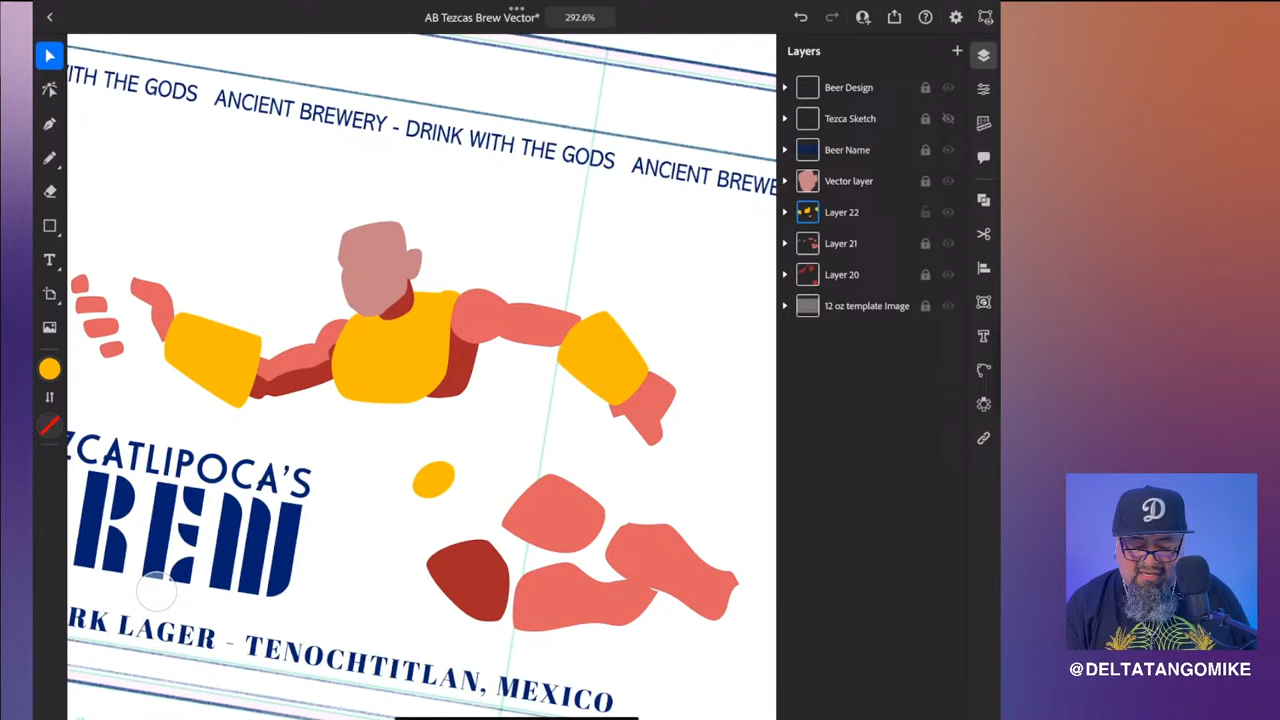 AB Tezcas Brew Vector*
292.6%
Layers
Beer Design
Tezca Sketch
Beer Name
Vector layer
Layer 22
Layer 21
Layer 20
12 oz template Image
ITH THE GODS ANCIENT BREWERY - DRINK WITH THE GODS ANCIENT BREWE
ZCATLIPOCA'S
REW
RK LAGER - TENOCHTITLAN, MEXICO
D
@DELTATANGOMIKE